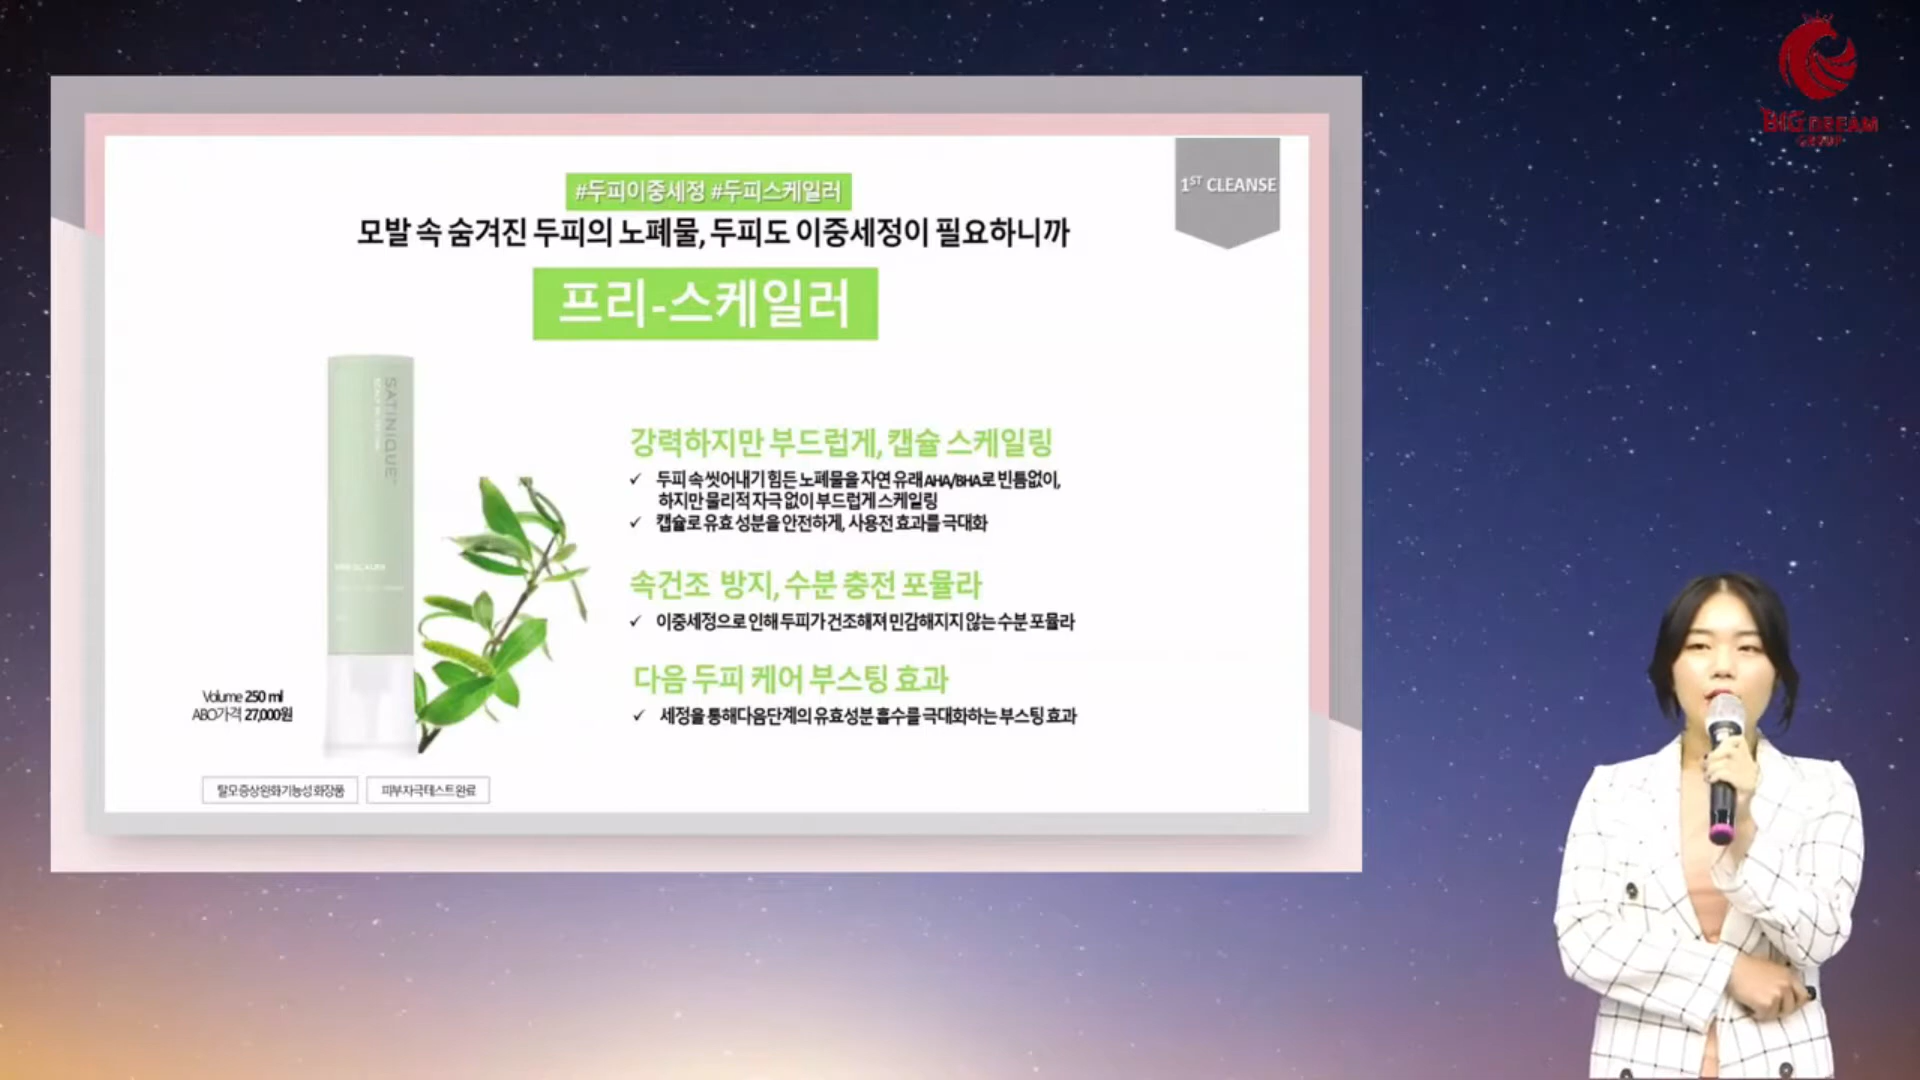 BIG DREAM
GROUP
1ST CLEANSE
#두피이중세정 #두피스케일러
모발 속 숨겨진 두피의 노폐물, 두피도 이중세정이 필요하니까
프리-스케일러
SATINIQUE
강력하지만 부드럽게, 캡슐 스케일링
✓ 두피 속 씻어내기 힘든 노폐물을 자연 유래 AHA/BHA로 빈틈없이,
하지만 물리적 자극 없이 부드럽게 스케일링
✓ 캡슐로 유효 성분을 안전하게, 사용전 효과를 극대화
속건조 방지, 수분 충전 포뮬라
✓ 이중세정으로 인해 두피가 건조해져 민감해지지 않는 수분 포뮬라
다음 두피 케어 부스팅 효과
✓ 세정을 통해 다음단계의 유효성분 흡수를 극대화하는 부스팅 효과
Volume 250 ml
ABO가격 27,000원
탈모 증상 완화 기능성 화장품
피부 자극 테스트 완료